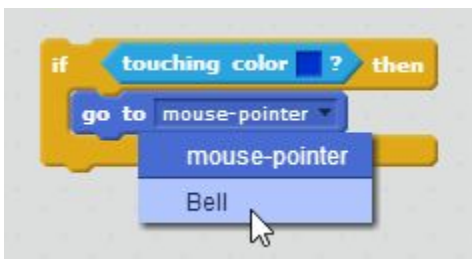 if touching color ? then
go to mouse-pointer
mouse-pointer
Bell